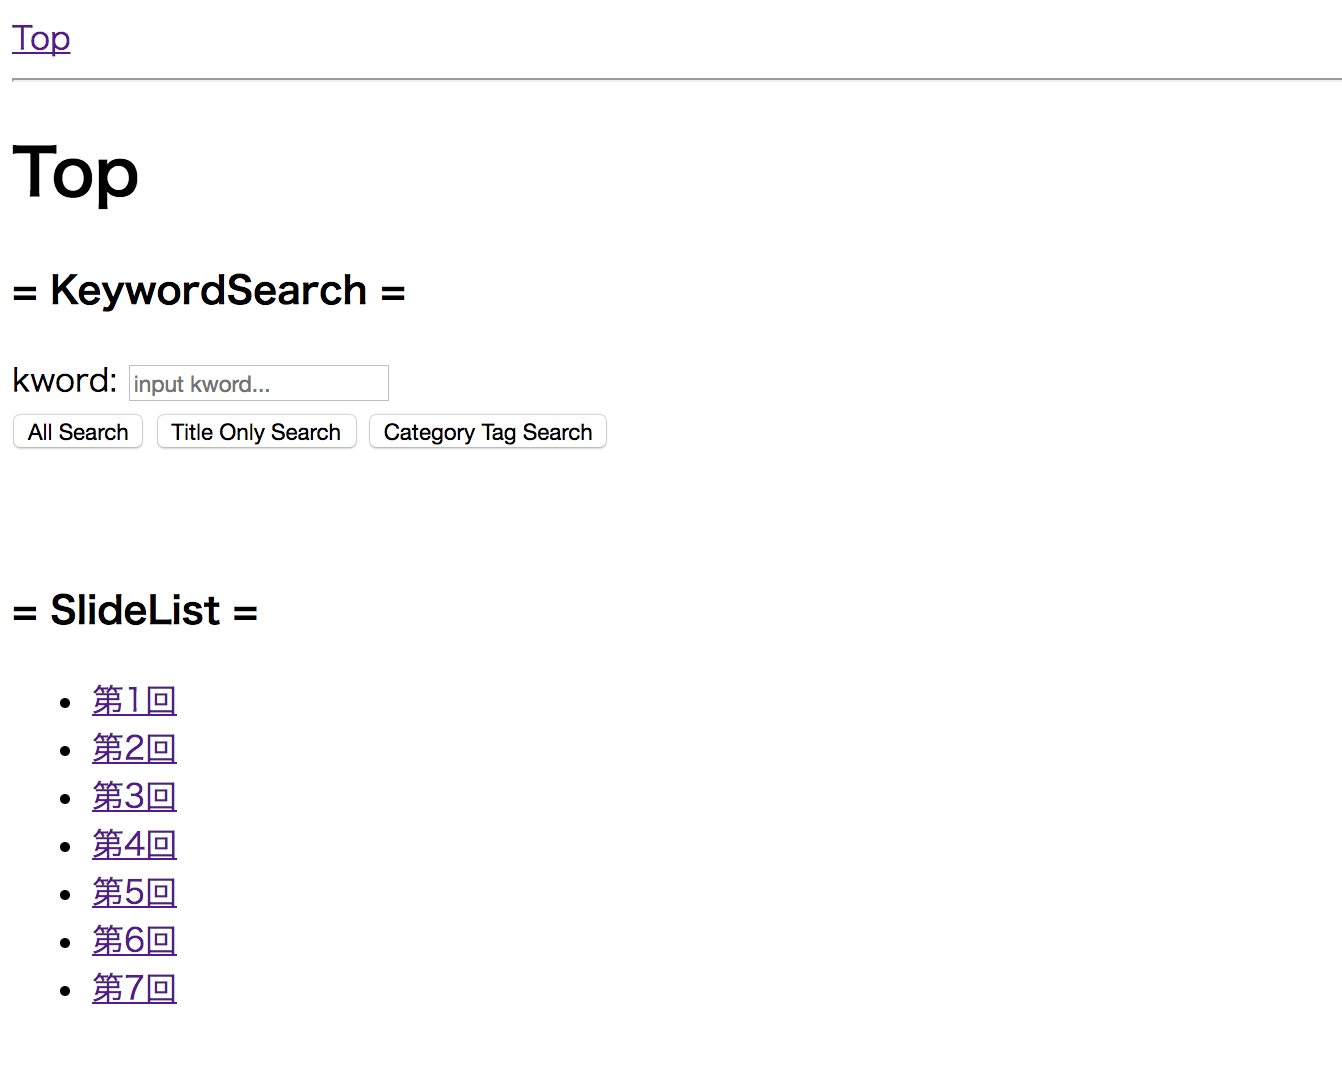 Top
Top
= KeywordSearch =
kword: input kword...
All Search Title Only Search Category Tag Search
= SlideList =
第1回
第2回
第3回
第4回
第5回
第6回
第7回